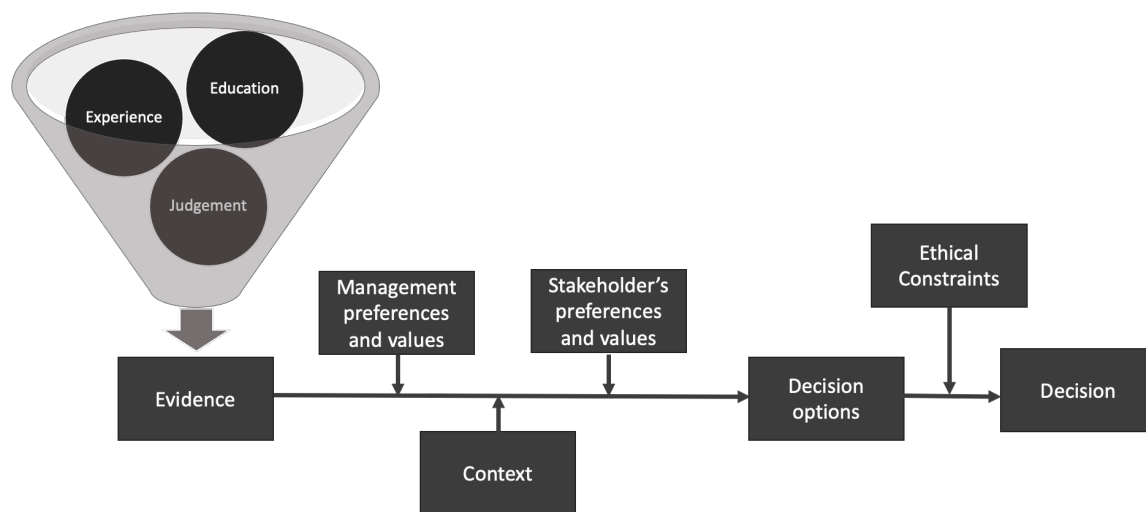 Education
Experience
Judgement
Management
preferences
and values
Stakeholder's
preferences
and values
Ethical
Constraints
Evidence
Decision
options
Decision
Context